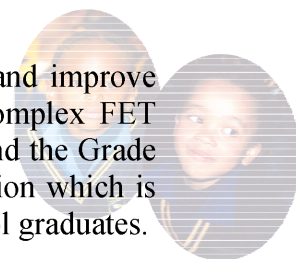 and improve
omplex FET
nd the Grade
ion which is
l graduates.